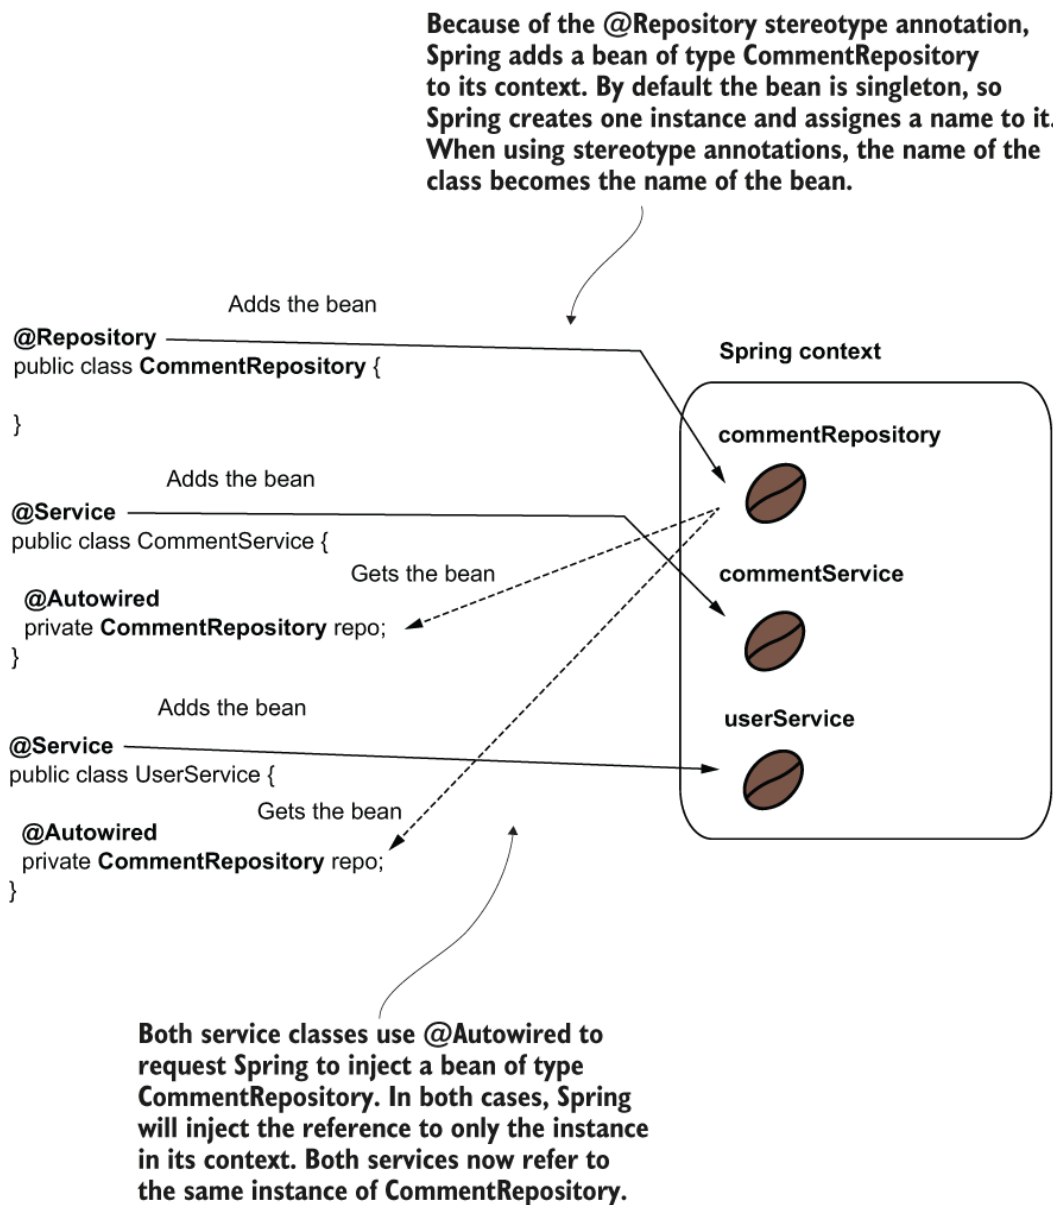 Because of the @Repository stereotype annotation,
Spring adds a bean of type CommentRepository
to its context. By default the bean is singleton, so
Spring creates one instance and assignes a name to it.
When using stereotype annotations, the name of the
class becomes the name of the bean.
Adds the bean
@Repository
public class CommentRepository {
}
Spring context
commentRepository
Adds the bean
@Service
public class CommentService {
Gets the bean
@Autowired
private CommentRepository repo;
}
commentService
Adds the bean
@Service
public class UserService {
userService
Gets the bean
@Autowired
private CommentRepository repo;
}
Both service classes use @Autowired to
request Spring to inject a bean of type
CommentRepository. In both cases, Spring
will inject the reference to only the instance
in its context. Both services now refer to
the same instance of CommentRepository.